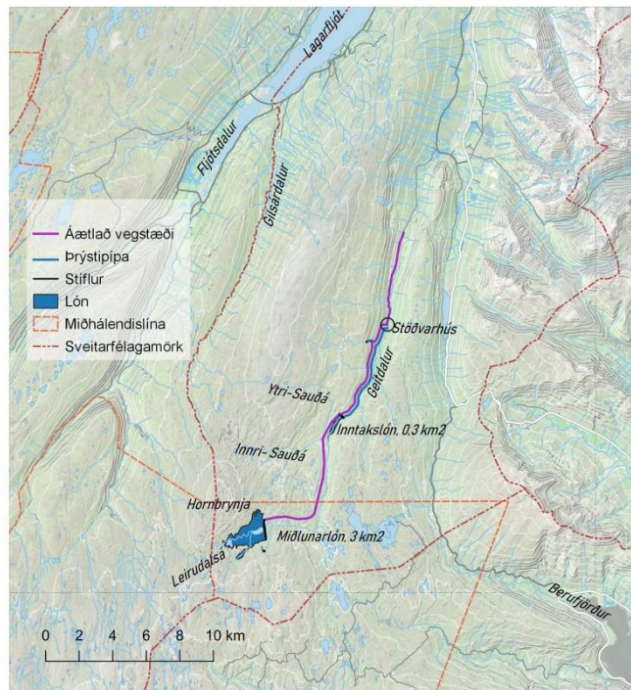 Lagarfljót
Fljótsdalur
Gilsárdalur
Áætlað vegstæði
Þrýstipípa
Stíflur
Lón
Miðhálendislína
Sveitarfélagamörk
Stöðvarhús
Geitdalur
Ytri-Sauðá
Inntakslón, 0,3 km2
Innri- Sauðá
Hornbrynja
Miðlunarlón, 3 km2
Leirudalsá
Berufjörður
0 2 4 6 8 10 km